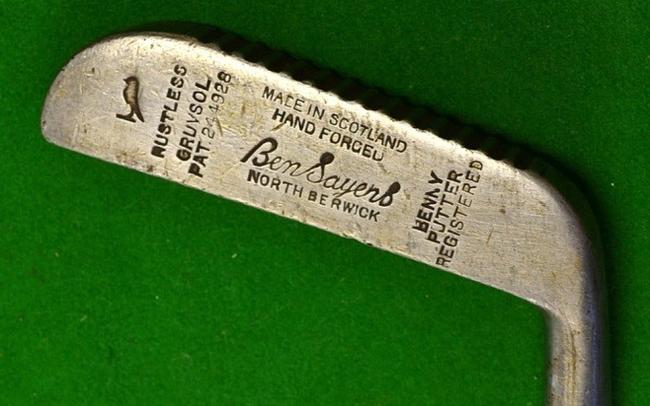 RUSTLESS
GRUVSOL
PAT. 244928
MADE IN SCOTLAND
HAND FORGED
Ben Sayers
NORTH BERWICK
BENNY
PUTTER
REGISTERED